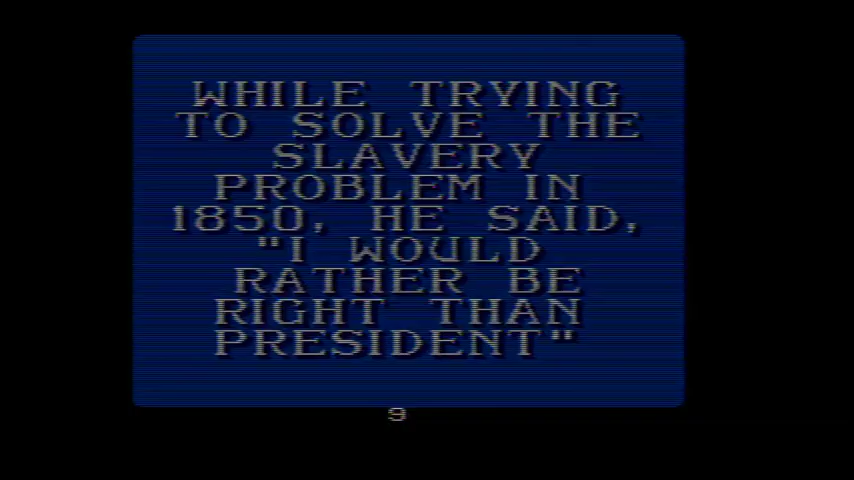 WHILE TRYING
TO SOLVE THE
SLAVERY
PROBLEM IN
1850, HE SAID,
"I WOULD
RATHER BE
RIGHT THAN
PRESIDENT"
9